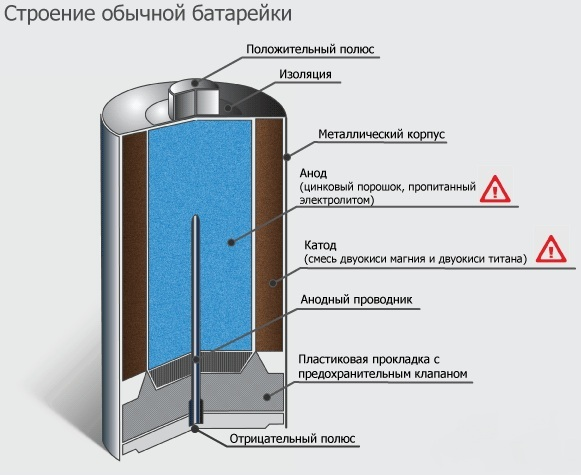 Строение обычной батарейки
Положительный полюс
Изоляция
Металлический корпус
Анод
(цинковый порошок, пропитанный
электролитом)
Катод
(смесь двуокиси магния и двуокиси титана)
Анодный проводник
Пластиковая прокладка с
предохранительным клапаном
Отрицательный полюс